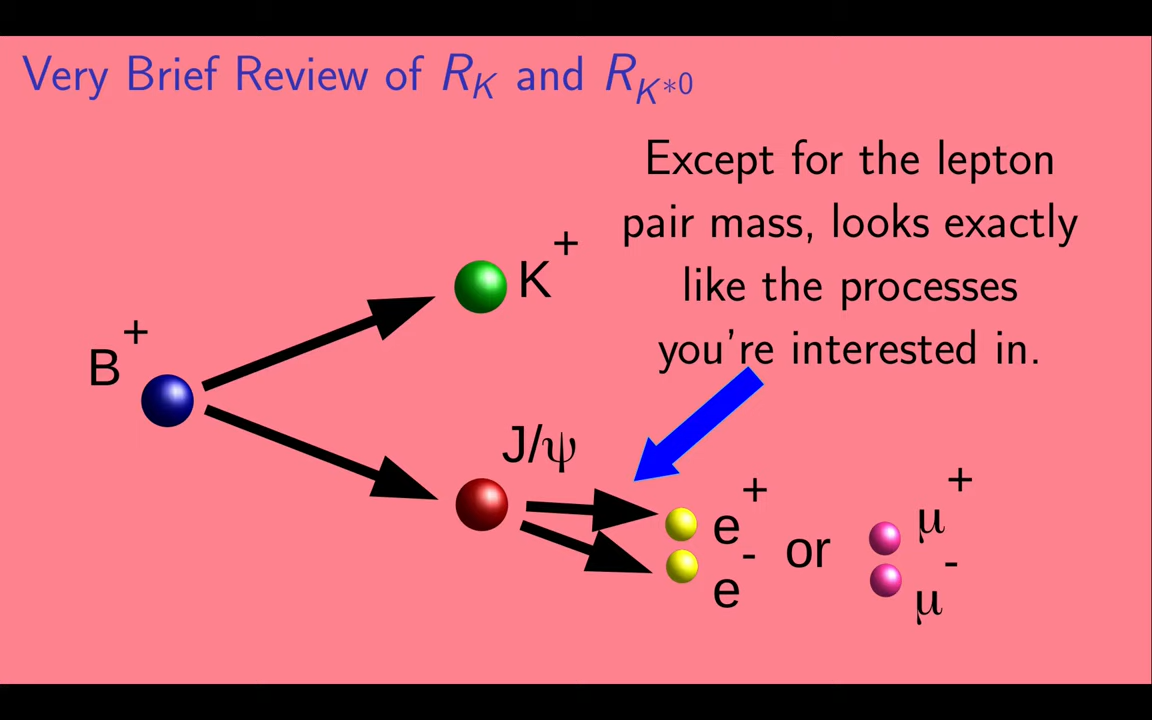 Very Brief Review of R_K and R_{K*0}
Except for the lepton
pair mass, looks exactly
like the processes
you're interested in.
K+
B+
J/ψ
e+
e-
or
μ+
μ-